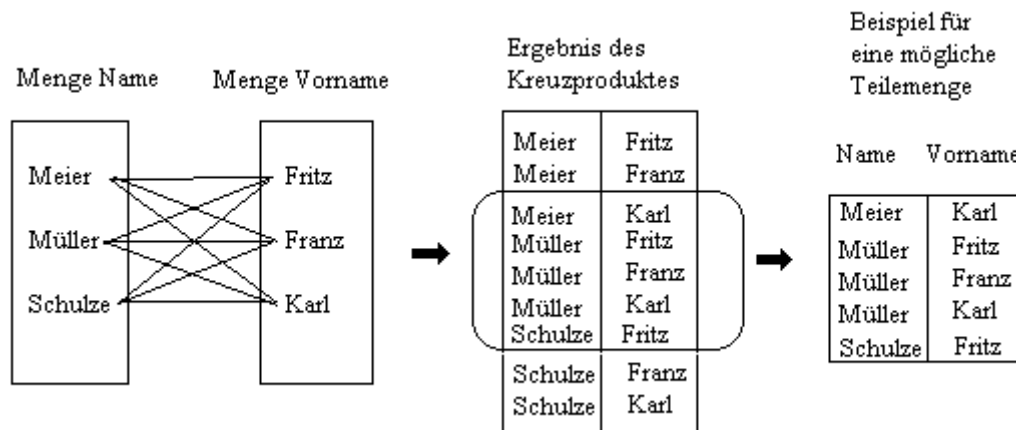 Menge Name
Menge Vorname
Meier
Müller
Schulze
Fritz
Franz
Karl
Ergebnis des
Kreuzproduktes
Meier Fritz
Meier Franz
Meier Karl
Müller Fritz
Müller Franz
Müller Karl
Schulze Fritz
Schulze Franz
Schulze Karl
Beispiel für
eine mögliche
Teilemenge
Name Vorname
Meier Karl
Müller Fritz
Müller Franz
Müller Karl
Schulze Fritz